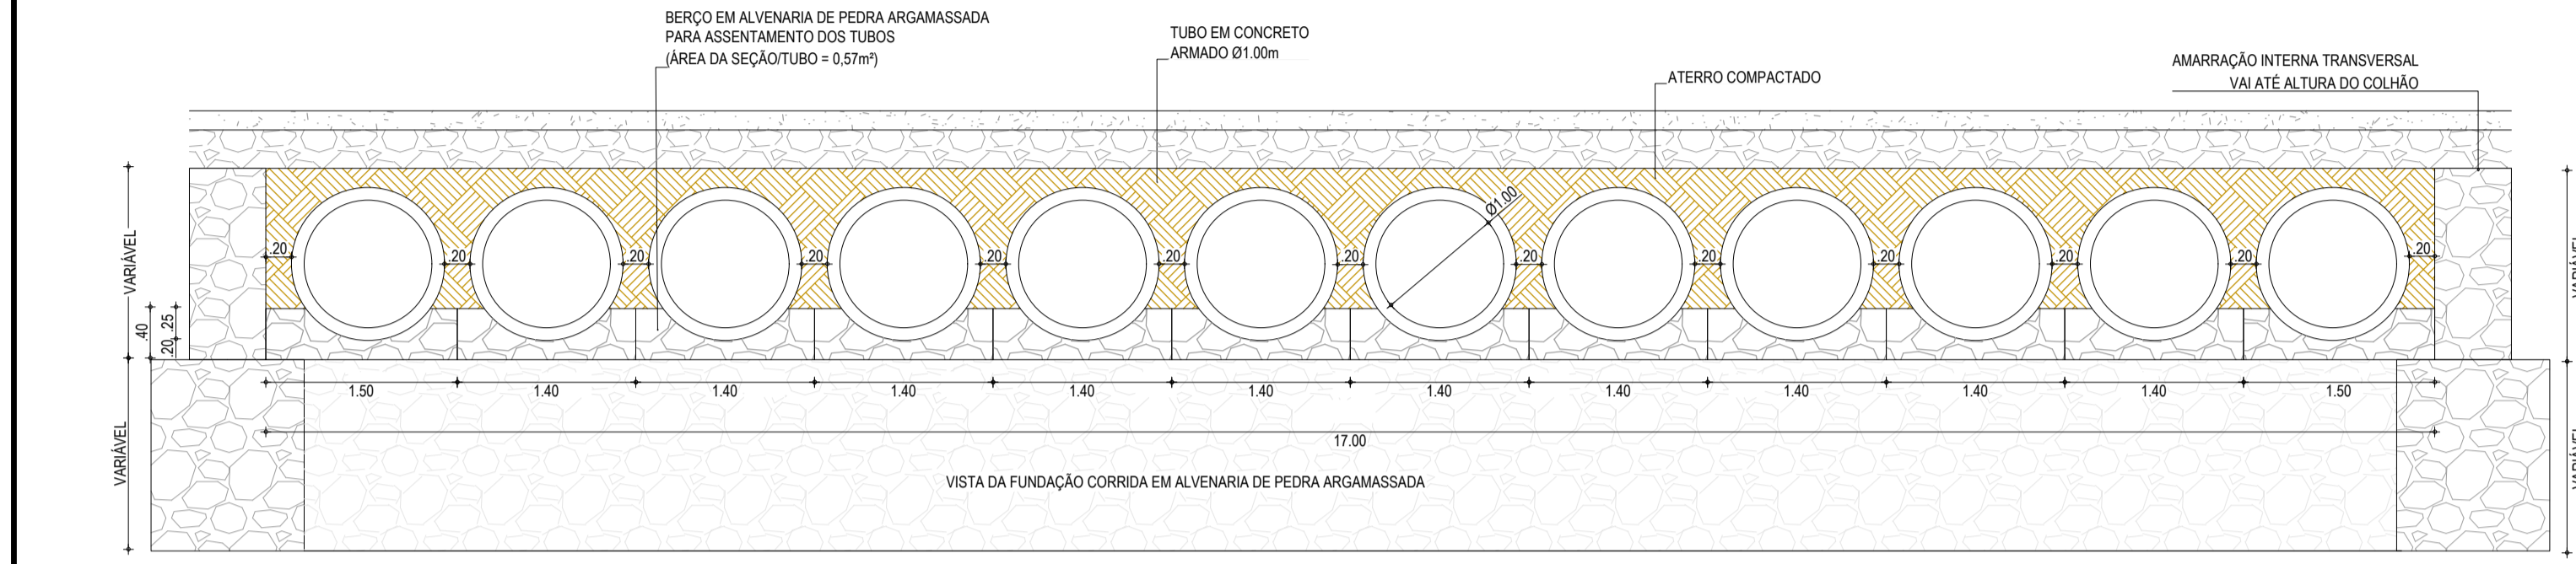 BERÇO EM ALVENARIA DE PEDRA ARGAMASSADA
PARA ASSENTAMENTO DOS TUBOS
(ÁREA DA SEÇÃO/TUBO = 0,57m²)
TUBO EM CONCRETO
ARMADO Ø1.00m
ATERRO COMPACTADO
AMARRAÇÃO INTERNA TRANSVERSAL
VAI ATÉ ALTURA DO COLHÃO
Ø1.00
.20 .20 .20 .20 .20 .20 .20 .20 .20 .20 .20 .20 .20
VARIÁVEL
VARIÁVEL
.40
.25
.20
1.50 1.40 1.40 1.40 1.40 1.40 1.40 1.40 1.40 1.40 1.40 1.50
17.00
VARIÁVEL
VARIÁVEL
VISTA DA FUNDAÇÃO CORRIDA EM ALVENARIA DE PEDRA ARGAMASSADA